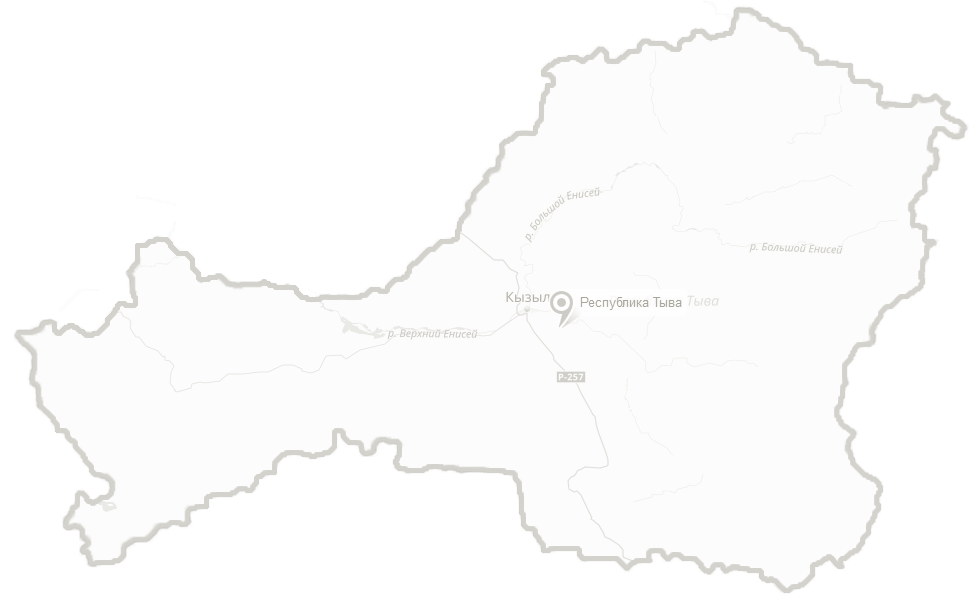 р. Большой Енисей
р. Большой Енисей
Кызыл
Республика Тыва
Тыва
р. Верхний Енисей
Р-257